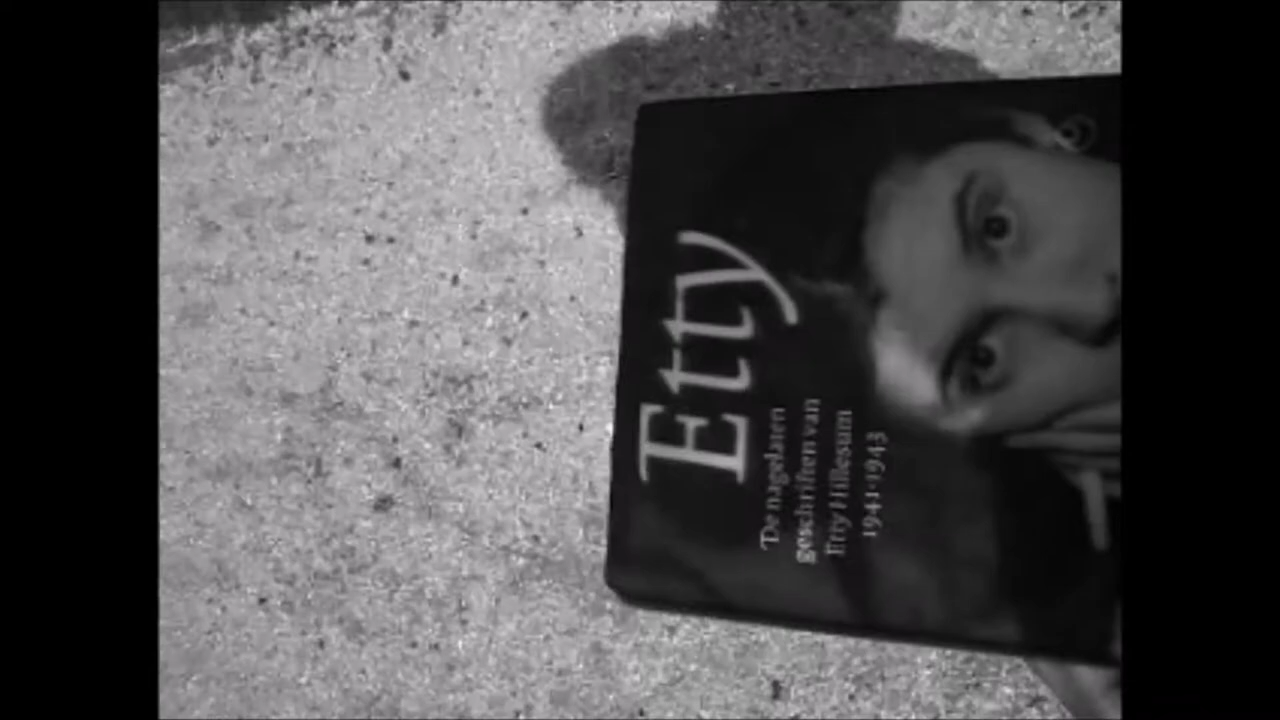 Etty
De nagelaten
geschriften van
Etty Hillesum
1941-1943